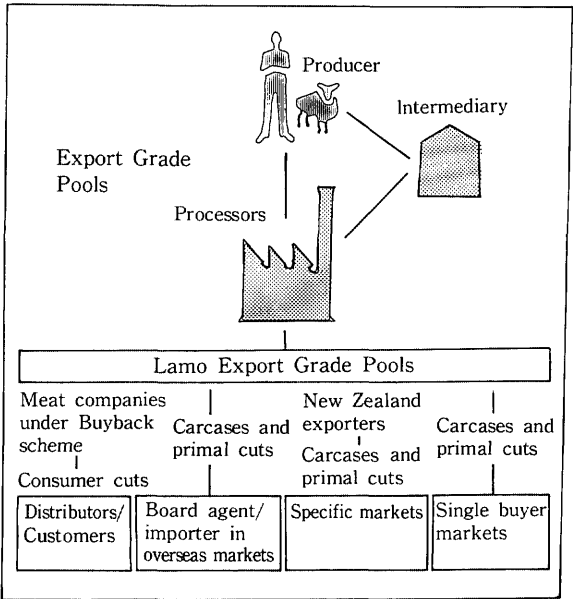 Producer
Intermediary
Export Grade
Pools
Processors
Lamo Export Grade Pools
Meat companies
under Buyback
scheme
Consumer cuts
Distributors/
Customers
Carcases and
primal cuts
Board agent/
importer in
overseas markets
New Zealand
exporters
Carcases and
primal cuts
Specific markets
Carcases and
primal cuts
Single buyer
markets